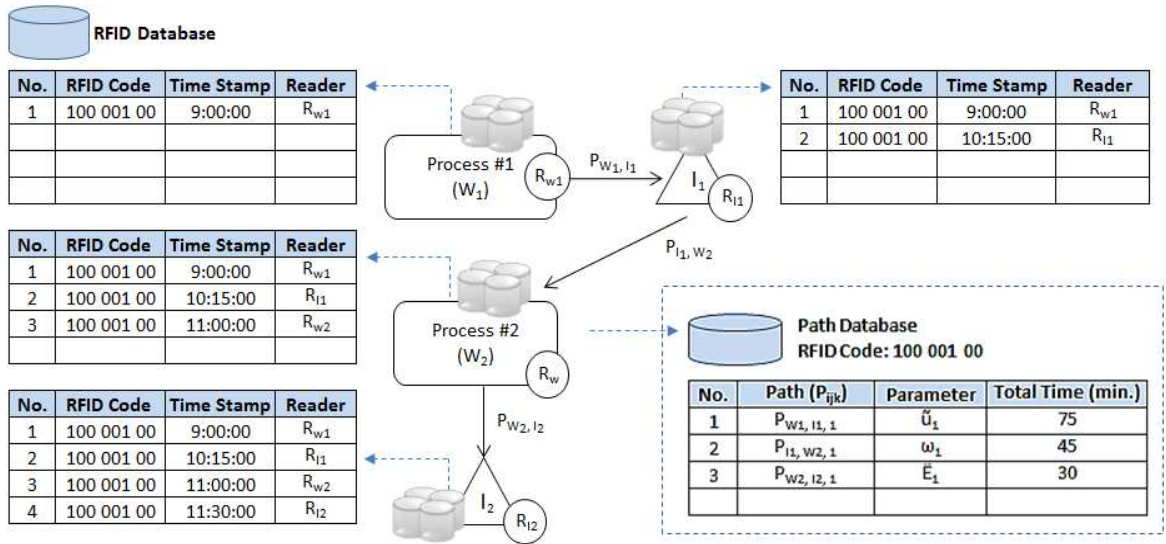 RFID Database
No. RFID Code Time Stamp Reader
1 100 001 00 9:00:00 Rw1
No. RFID Code Time Stamp Reader
1 100 001 00 9:00:00 Rw1
2 100 001 00 10:15:00 RI1
Process #1
(W1)
Rw1
PW1, I1
I1
RI1
PI1, W2
No. RFID Code Time Stamp Reader
1 100 001 00 9:00:00 Rw1
2 100 001 00 10:15:00 RI1
3 100 001 00 11:00:00 Rw2
Process #2
(W2)
Rw
PW2, I2
I2
RI2
Path Database
RFID Code: 100 001 00
No. Path (Pijk) Parameter Total Time (min.)
1 PW1, I1, 1 ũ1 75
2 PI1, W2, 1 ω1 45
3 PW2, I2, 1 Ë1 30
No. RFID Code Time Stamp Reader
1 100 001 00 9:00:00 Rw1
2 100 001 00 10:15:00 RI1
3 100 001 00 11:00:00 Rw2
4 100 001 00 11:30:00 RI2